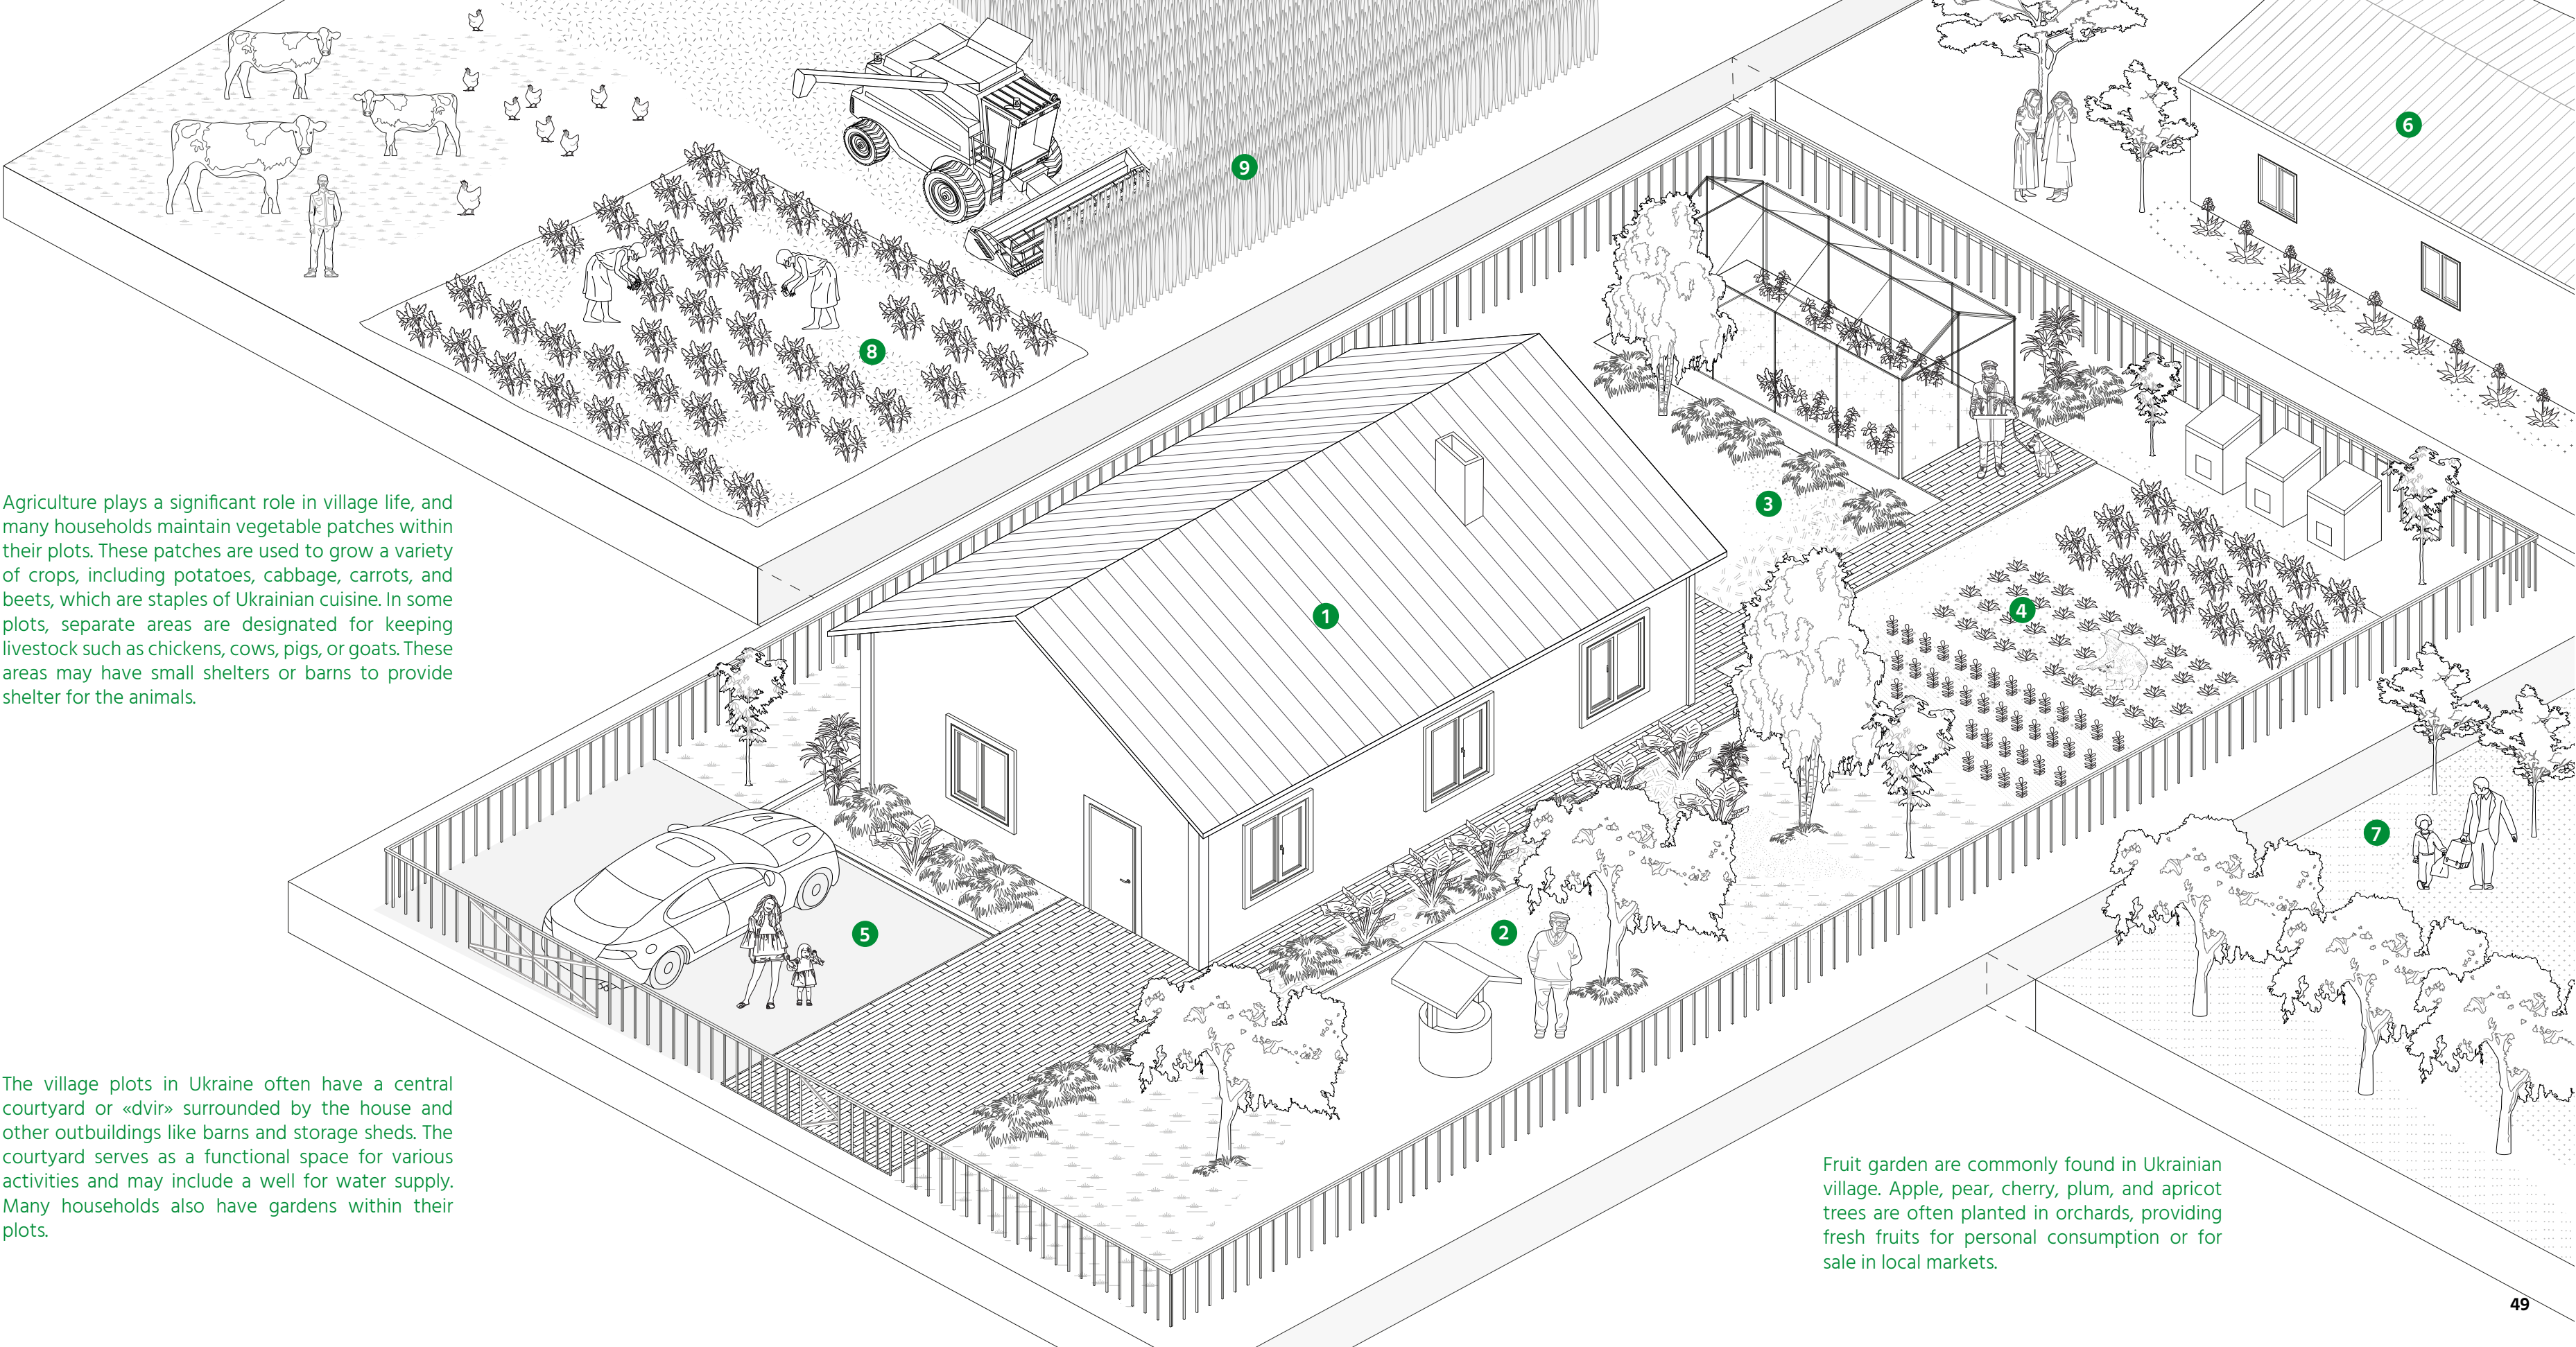 6
9
8
3
4
1
7
5
2
Agriculture plays a significant role in village life, and
many households maintain vegetable patches within
their plots. These patches are used to grow a variety
of crops, including potatoes, cabbage, carrots, and
beets, which are staples of Ukrainian cuisine. In some
plots, separate areas are designated for keeping
livestock such as chickens, cows, pigs, or goats. These
areas may have small shelters or barns to provide
shelter for the animals.
The village plots in Ukraine often have a central
courtyard or «dvir» surrounded by the house and
other outbuildings like barns and storage sheds. The
courtyard serves as a functional space for various
activities and may include a well for water supply.
Many households also have gardens within their
plots.
Fruit garden are commonly found in Ukrainian
village. Apple, pear, cherry, plum, and apricot
trees are often planted in orchards, providing
fresh fruits for personal consumption or for
sale in local markets.
49